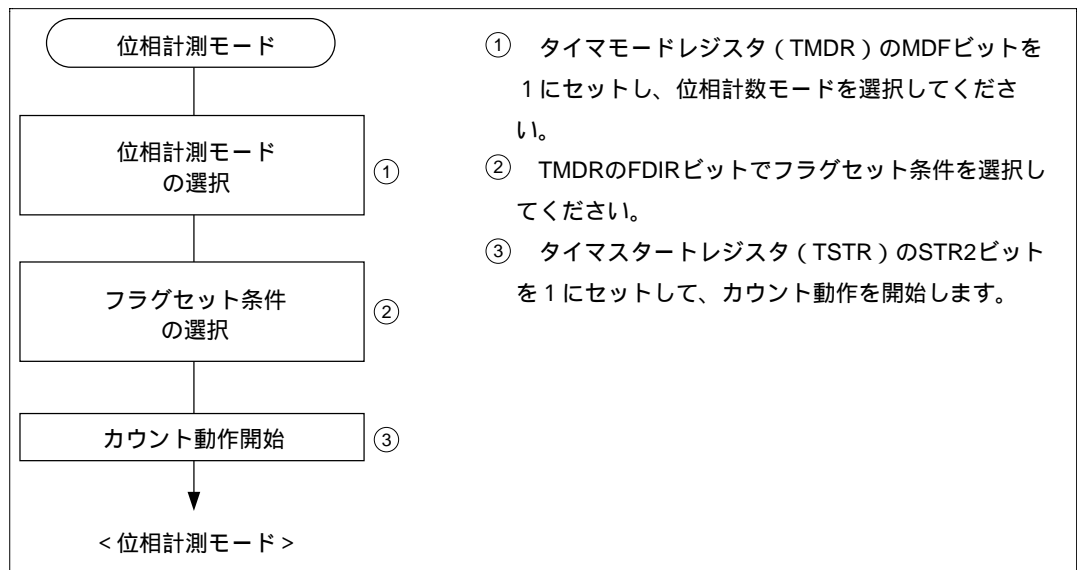 位相計測モード
位相計測モード
の選択
①
フラグセット条件
の選択
②
カウント動作開始
③
<位相計測モード>
① タイマモードレジスタ(TMDR)のMDFビットを
1にセットし、位相計数モードを選択してくださ
い。
② TMDRのFDIRビットでフラグセット条件を選択し
てください。
③ タイマスタートレジスタ(TSTR)のSTR2ビット
を1にセットして、カウント動作を開始します。